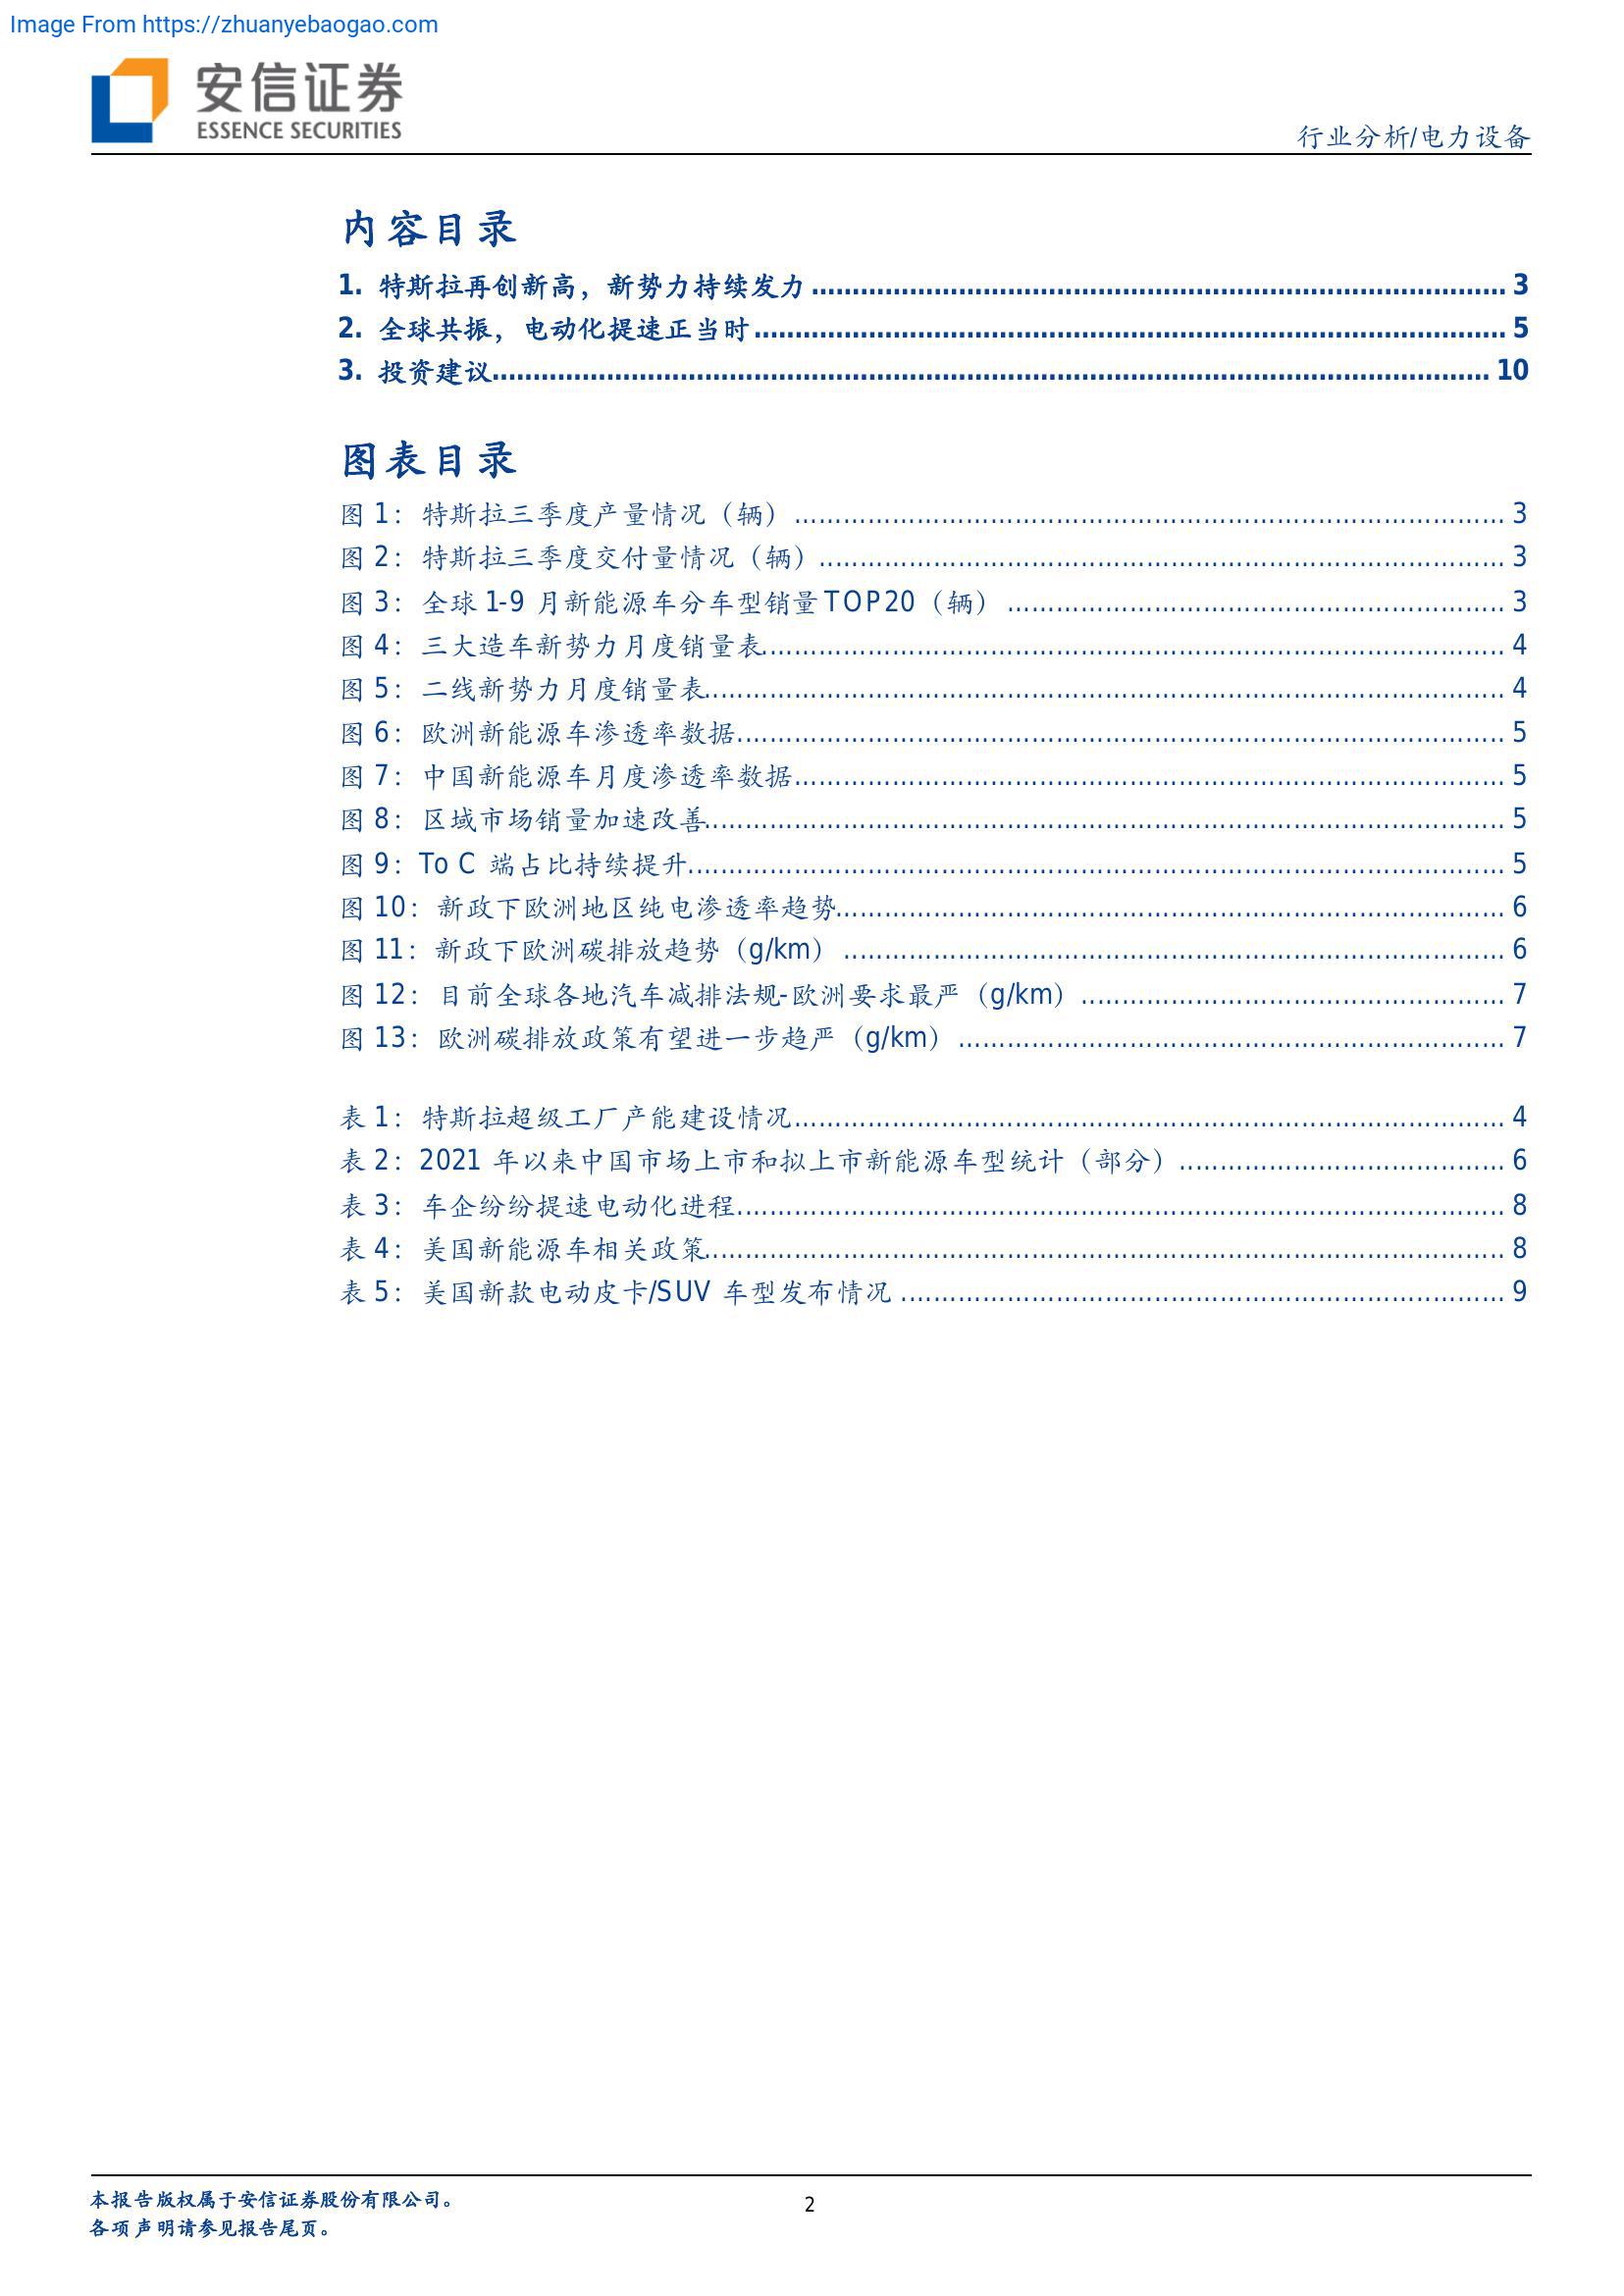 Image From https://zhuanyebaogao.com
安信证券
ESSENCE SECURITIES
行业分析/电力设备
内容目录
1. 特斯拉再创新高，新势力持续发力 3
2. 全球共振，电动化提速正当时 5
3. 投资建议 10
图表目录
图 1：特斯拉三季度产量情况（辆） 3
图 2：特斯拉三季度交付量情况（辆） 3
图 3：全球 1-9 月新能源车分车型销量 TOP20（辆） 3
图 4：三大造车新势力月度销量表 4
图 5：二线新势力月度销量表 4
图 6：欧洲新能源车渗透率数据 5
图 7：中国新能源车月度渗透率数据 5
图 8：区域市场销量加速改善 5
图 9：To C 端占比持续提升 5
图 10：新政下欧洲地区纯电渗透率趋势 6
图 11：新政下欧洲碳排放趋势（g/km） 6
图 12：目前全球各地汽车减排法规-欧洲要求最严（g/km） 7
图 13：欧洲碳排放政策有望进一步趋严（g/km） 7
表 1：特斯拉超级工厂产能建设情况 4
表 2：2021 年以来中国市场上市和拟上市新能源车型统计（部分） 6
表 3：车企纷纷提速电动化进程 8
表 4：美国新能源车相关政策 8
表 5：美国新款电动皮卡/SUV 车型发布情况 9
本报告版权属于安信证券股份有限公司。
2
各项声明请参见报告尾页。